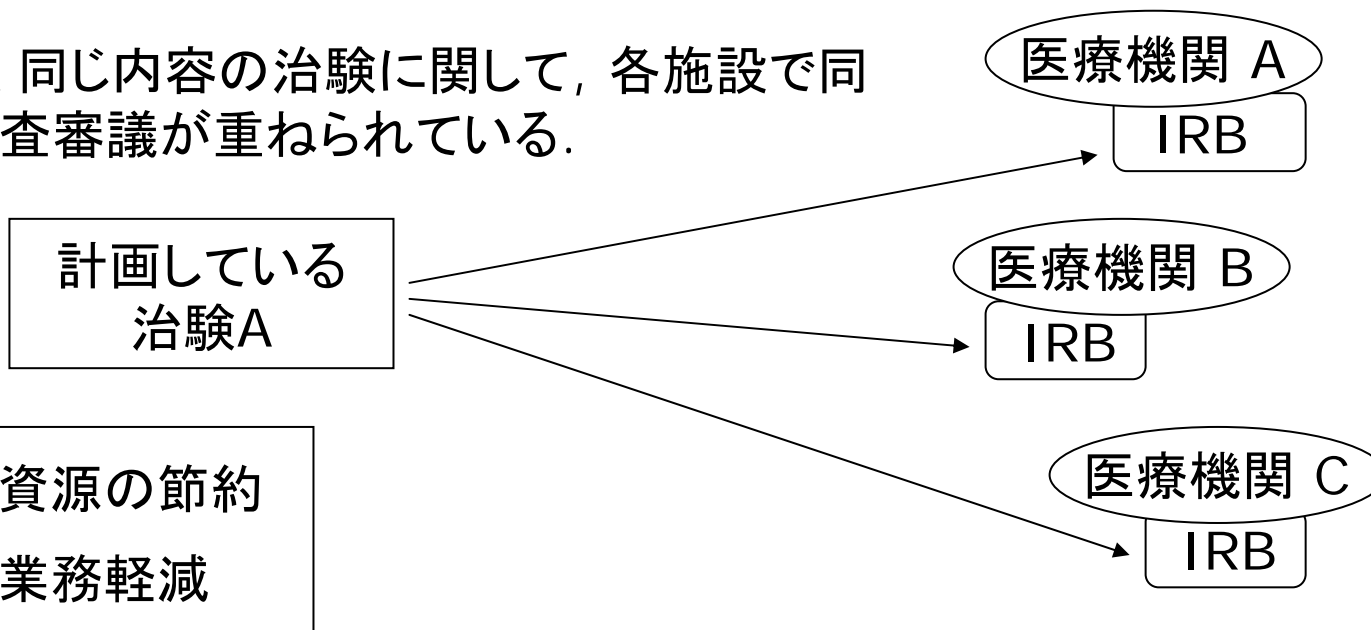 同じ内容の治験に関して, 各施設で同
査審議が重ねられている.
医療機関 A
IRB
計画している
治験A
医療機関 B
IRB
資源の節約
業務軽減
医療機関 C
IRB